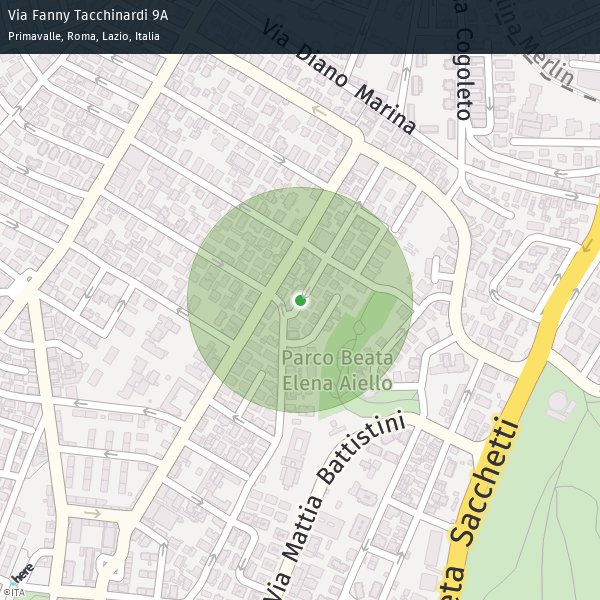 Via Fanny Tacchinardi 9A
Primavalle, Roma, Lazio, Italia
Via Diano Marina
Cogoleto
Merlin
Parco Beata
Elena Aiello
Via Mattia Battistini
eta Sacchetti
here
©ITA